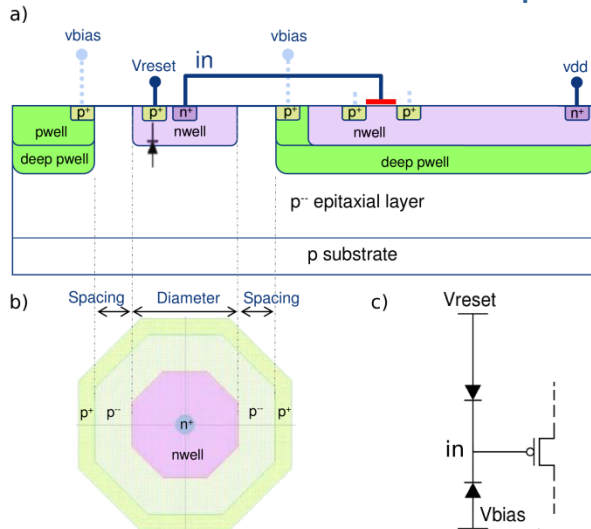 a)
vbias
in
vbias
Vreset
vdd
p⁺
p⁺
n⁺
p⁺
p⁺
p⁺
n⁺
pwell
nwell
nwell
deep pwell
deep pwell
p⁻⁻ epitaxial layer
p substrate
b)
Spacing
Diameter
Spacing
p⁺
p⁻⁻
n⁺
nwell
p⁻⁻
p⁺
c)
Vreset
in
Vbias